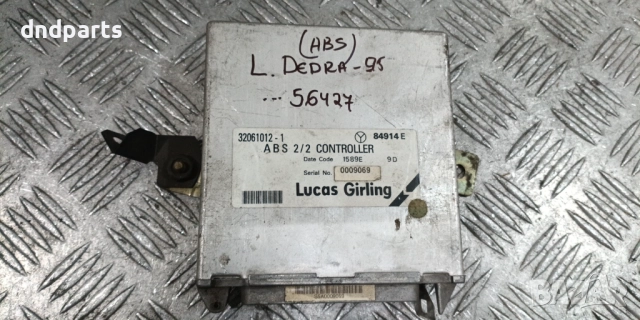 dndparts
(ABS)
L. DEDRA - 95
... 56427
32061012-1 84914E
ABS 2/2 CONTROLLER
Date Code 1589E 9D
Serial No. 0009069
Lucas Girling